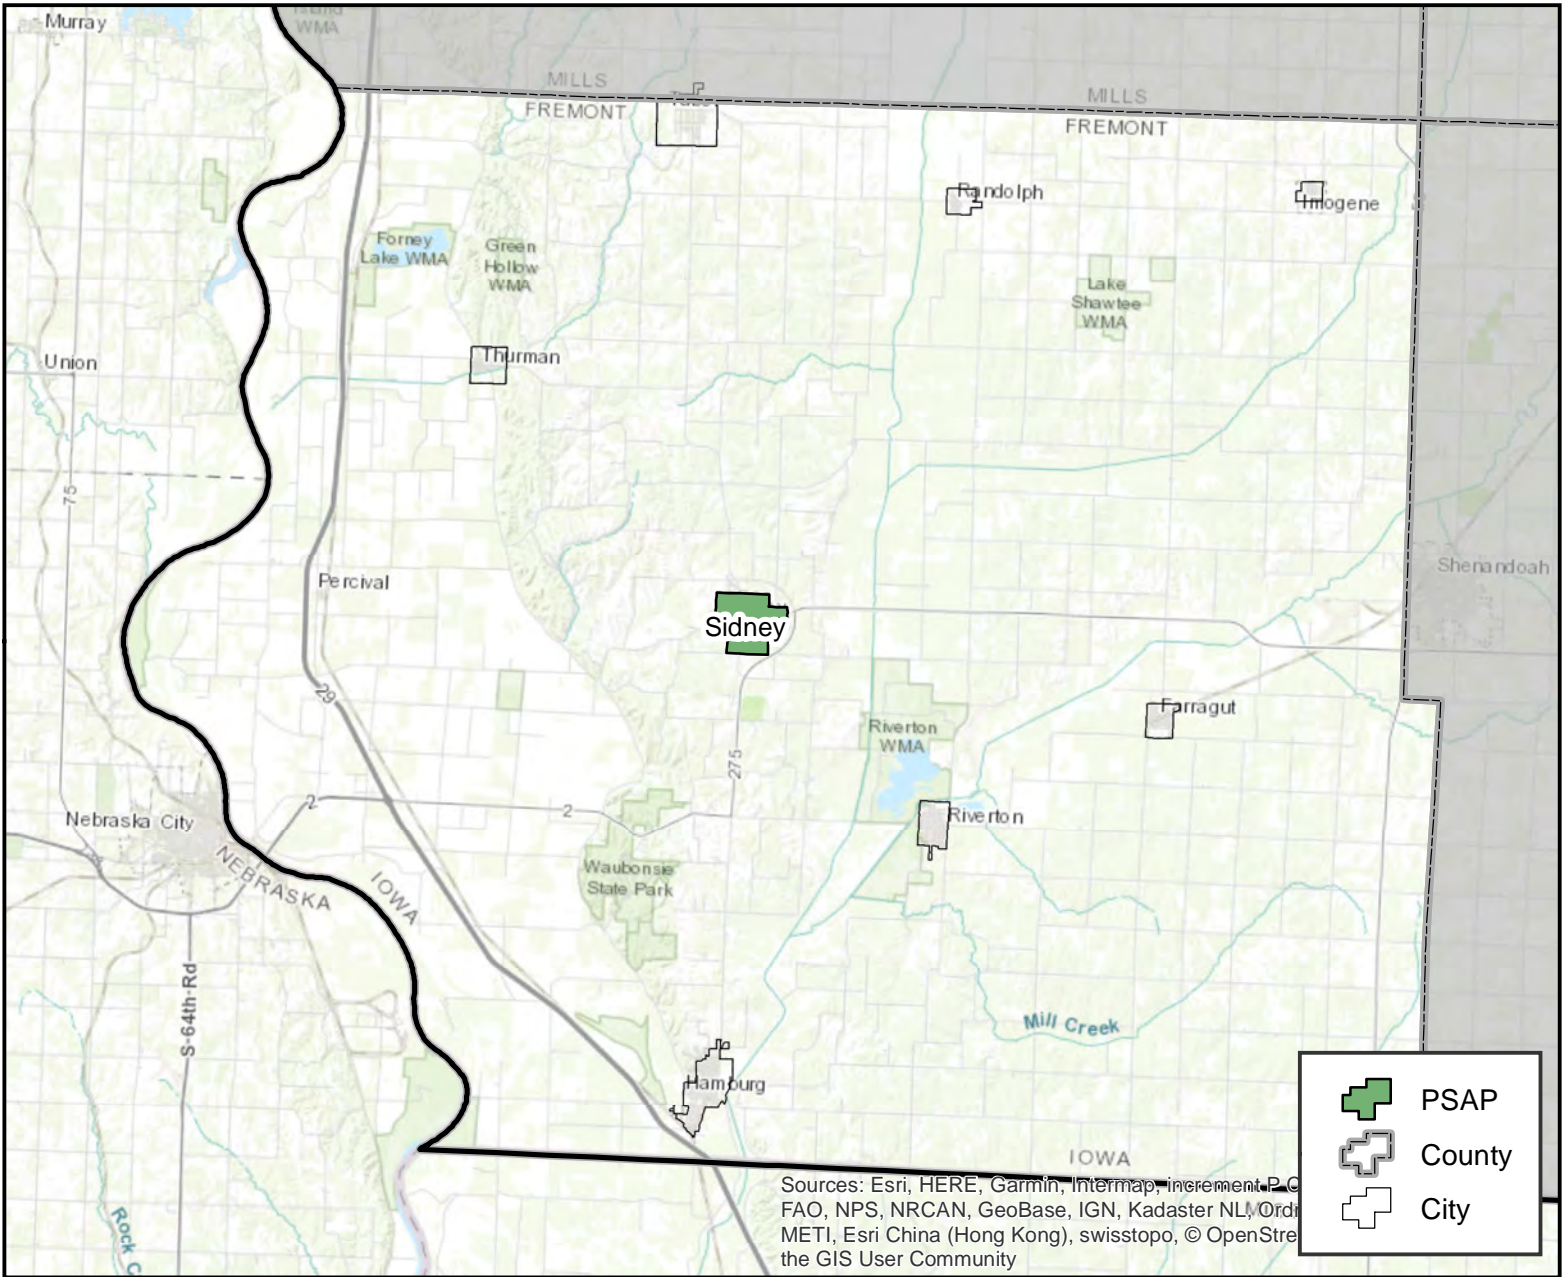 Island
WMA
Murray
MILLS
FREMONT
MILLS
FREMONT
Randolph
Imogene
Forney
Lake WMA
Green
Hollow
WMA
Lake
Shawtee
WMA
Union
Thurman
75
Percival
Shenandoah
Sidney
29
Farragut
Riverton
WMA
275
2
2
Nebraska City
Riverton
NEBRASKA
IOWA
Waubonsie
State Park
S-64th-Rd
Mill Creek
Hamburg
IOWA
Rock C
Sources: Esri, HERE, Garmin, Intermap, increment P C
FAO, NPS, NRCAN, GeoBase, IGN, Kadaster NL, Ordn
METI, Esri China (Hong Kong), swisstopo, © OpenStre
the GIS User Community
PSAP
County
City